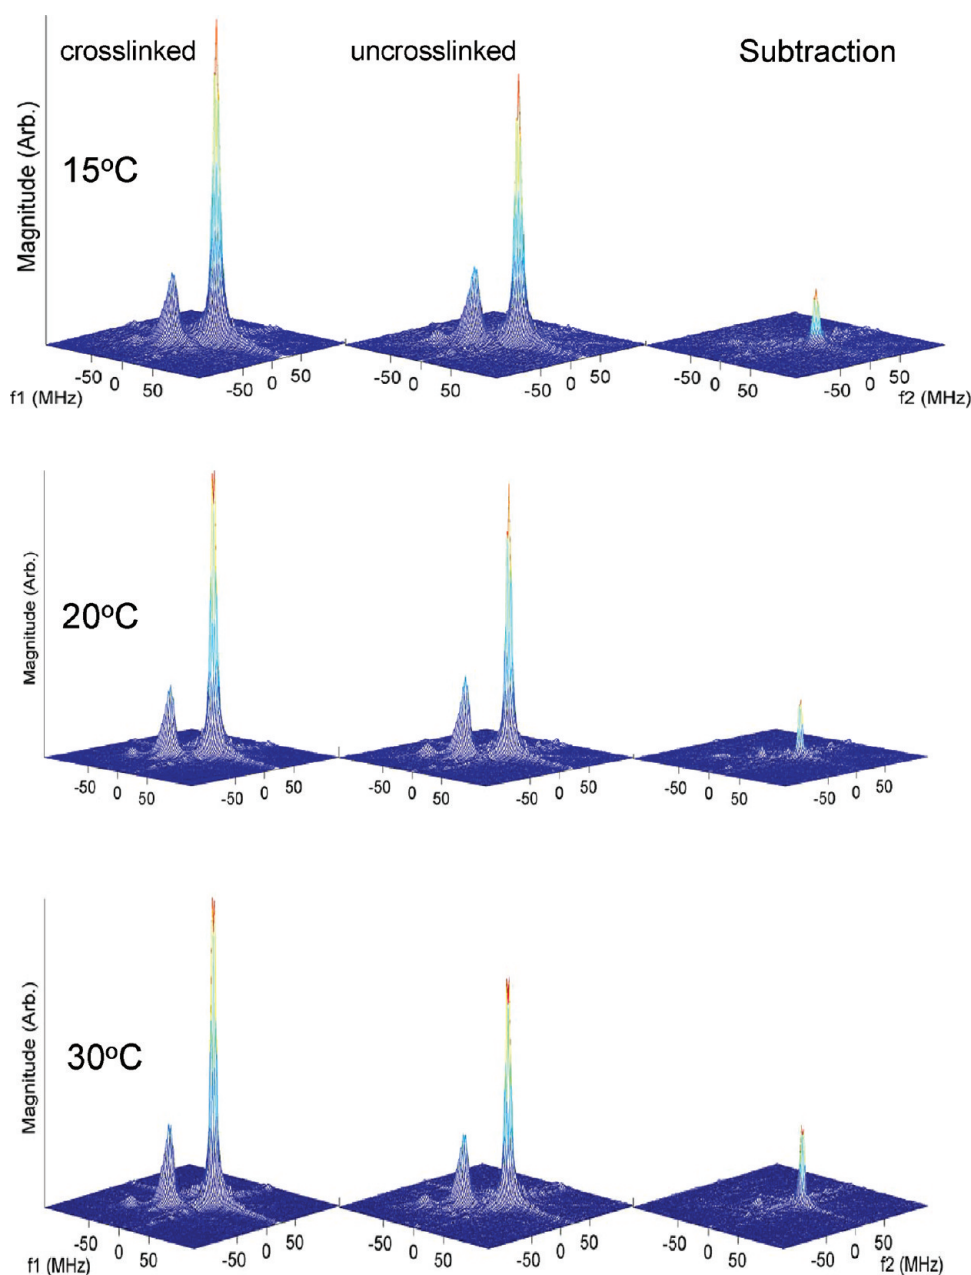 crosslinked uncrosslinked Subtraction
Magnitude (Arb.)
15°C
-50 0 50 -50 0 50 -50 0 50 -50 0 50 -50 0 50 -50 0 50
f1 (MHz) f2 (MHz)
Magnitude (Arb.)
20°C
-50 0 50 -50 0 50 -50 0 50 -50 0 50 -50 0 50 -50 0 50
Magnitude (Arb.)
30°C
-50 0 50 -50 0 50 -50 0 50 -50 0 50 -50 0 50 -50 0 50
f1 (MHz) f2 (MHz)